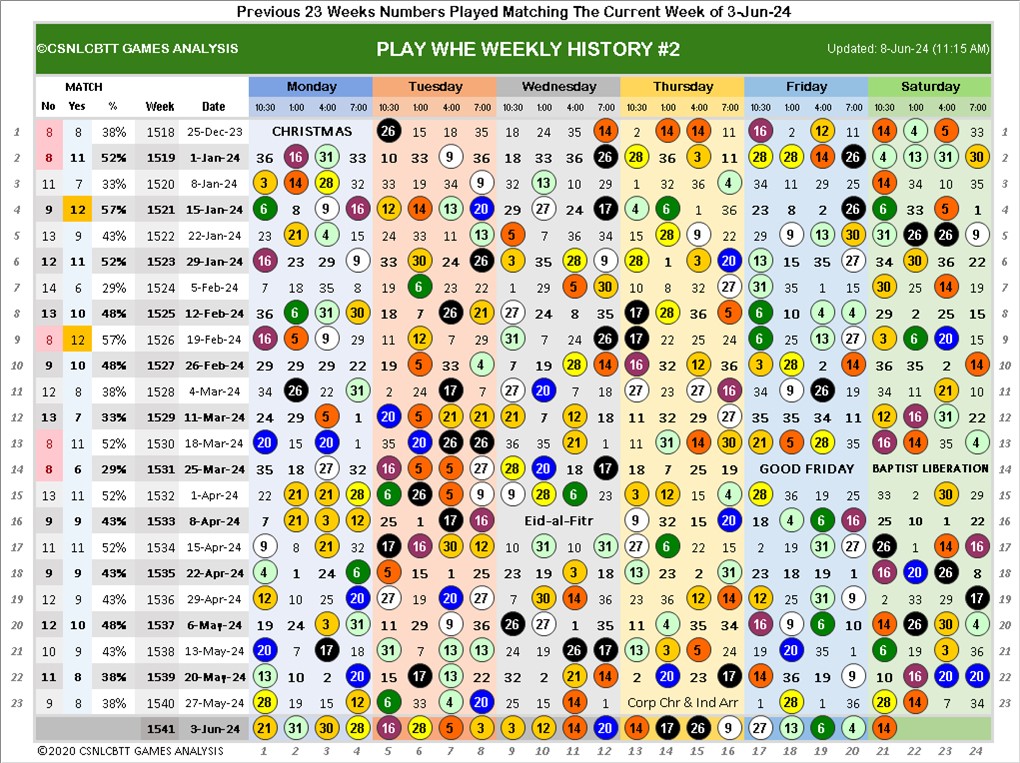 Previous 23 Weeks Numbers Played Matching The Current Week of 3-Jun-24
©CSNLCBTT GAMES ANALYSIS PLAY WHE WEEKLY HISTORY #2 Updated: 8-Jun-24 (11:15 AM)
MATCH Monday Tuesday Wednesday Thursday Friday Saturday
No Yes % Week Date 10:30 1:00 4:00 7:00 10:30 1:00 4:00 7:00 10:30 1:00 4:00 7:00 10:30 1:00 4:00 7:00 10:30 1:00 4:00 7:00 10:30 1:00 4:00 7:00
1 8 8 38% 1518 25-Dec-23 CHRISTMAS 26 15 18 35 18 24 35 14 2 14 14 11 16 2 12 11 14 4 5 33 1
2 8 11 52% 1519 1-Jan-24 36 16 31 33 10 33 9 36 18 33 36 26 28 36 3 11 28 28 14 26 4 13 31 30 2
3 11 7 33% 1520 8-Jan-24 3 14 28 32 33 19 34 9 32 13 10 29 1 32 36 4 34 11 29 25 14 34 10 35 3
4 9 12 57% 1521 15-Jan-24 6 8 9 16 12 14 13 20 29 27 24 17 4 6 1 36 23 8 2 26 6 33 5 1 4
5 13 9 43% 1522 22-Jan-24 23 21 4 15 24 33 11 13 5 7 36 34 15 28 9 22 29 9 13 30 31 26 26 9 5
6 12 11 52% 1523 29-Jan-24 16 23 29 9 33 30 24 26 3 35 28 9 28 1 3 20 13 15 35 27 34 30 36 22 6
7 14 6 29% 1524 5-Feb-24 7 18 35 8 19 6 23 22 1 29 5 30 10 8 32 27 31 35 1 15 30 25 14 19 7
8 13 10 48% 1525 12-Feb-24 36 6 31 30 18 7 26 21 27 24 8 35 17 28 36 5 6 10 4 4 29 2 25 15 8
9 8 12 57% 1526 19-Feb-24 16 5 9 29 11 12 7 29 31 7 24 26 17 22 25 29 6 25 13 27 3 6 20 15 9
10 9 10 48% 1527 26-Feb-24 29 29 29 22 19 5 33 4 7 19 28 14 16 32 12 36 3 28 2 14 36 35 2 14 10
11 12 8 38% 1528 4-Mar-24 34 26 22 31 2 24 17 7 27 20 7 18 27 23 27 16 34 9 26 19 34 11 21 10 11
12 13 7 33% 1529 11-Mar-24 24 29 5 1 20 5 21 21 21 7 12 18 11 32 29 27 35 35 34 11 12 16 31 22 12
13 8 11 52% 1530 18-Mar-24 20 15 20 1 35 20 26 26 36 35 21 1 11 31 14 30 21 5 28 35 16 14 35 4 13
14 8 6 29% 1531 25-Mar-24 35 18 27 32 16 5 5 27 28 20 18 17 18 7 25 19 GOOD FRIDAY BAPTIST LIBERATION 14
15 13 11 52% 1532 1-Apr-24 22 21 21 28 6 26 5 9 9 28 6 23 3 12 15 4 28 36 19 25 33 2 30 29 15
16 9 9 43% 1533 8-Apr-24 7 21 3 12 25 1 17 16 Eid-al-Fitr 9 32 15 20 18 4 6 16 25 10 1 22 16
17 11 11 52% 1534 15-Apr-24 9 8 21 32 17 16 30 12 10 31 10 31 27 6 22 15 2 19 31 27 26 1 14 16 17
18 9 9 43% 1535 22-Apr-24 4 1 24 6 5 15 1 25 23 19 3 18 13 23 2 31 23 18 19 1 16 20 26 8 18
19 12 9 43% 1536 29-Apr-24 12 10 25 20 27 19 20 27 7 30 14 36 23 36 12 14 23 19 31 9 2 33 29 17 19
20 12 10 48% 1537 6-May-24 19 24 3 31 11 29 9 36 26 27 1 35 11 4 35 34 16 9 6 10 14 26 30 4 20
21 10 9 43% 1538 13-May-24 20 7 17 34 31 7 13 13 24 11 26 17 13 3 5 24 18 20 35 1 6 19 3 36 21
22 11 8 38% 1539 20-May-24 13 10 2 20 15 17 13 22 32 2 21 14 2 20 23 17 14 36 19 9 10 16 20 20 22
23 9 8 38% 1540 27-May-24 28 19 15 12 6 33 4 20 25 15 14 1 Corp Chr & Ind Arr 18 28 1 28 28 14 7 34 23
1541 3-Jun-24 21 31 30 28 16 28 5 3 3 12 14 20 14 17 26 9 27 13 6 4 14
©2020 CSNLCBTT GAMES ANALYSIS 1 2 3 4 5 6 7 8 9 10 11 12 13 14 15 16 17 18 19 20 21 22 23 24